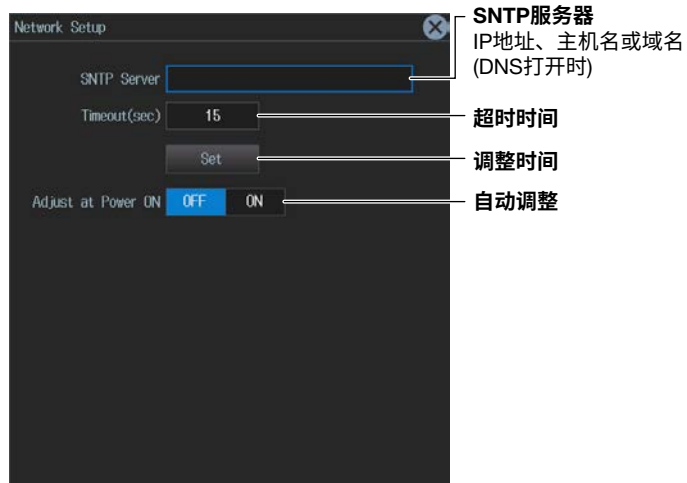 Network Setup
SNTP服务器
IP地址、主机名或域名
(DNS打开时)
SNTP Server
Timeout(sec) 15
超时时间
Set
调整时间
Adjust at Power ON OFF ON
自动调整